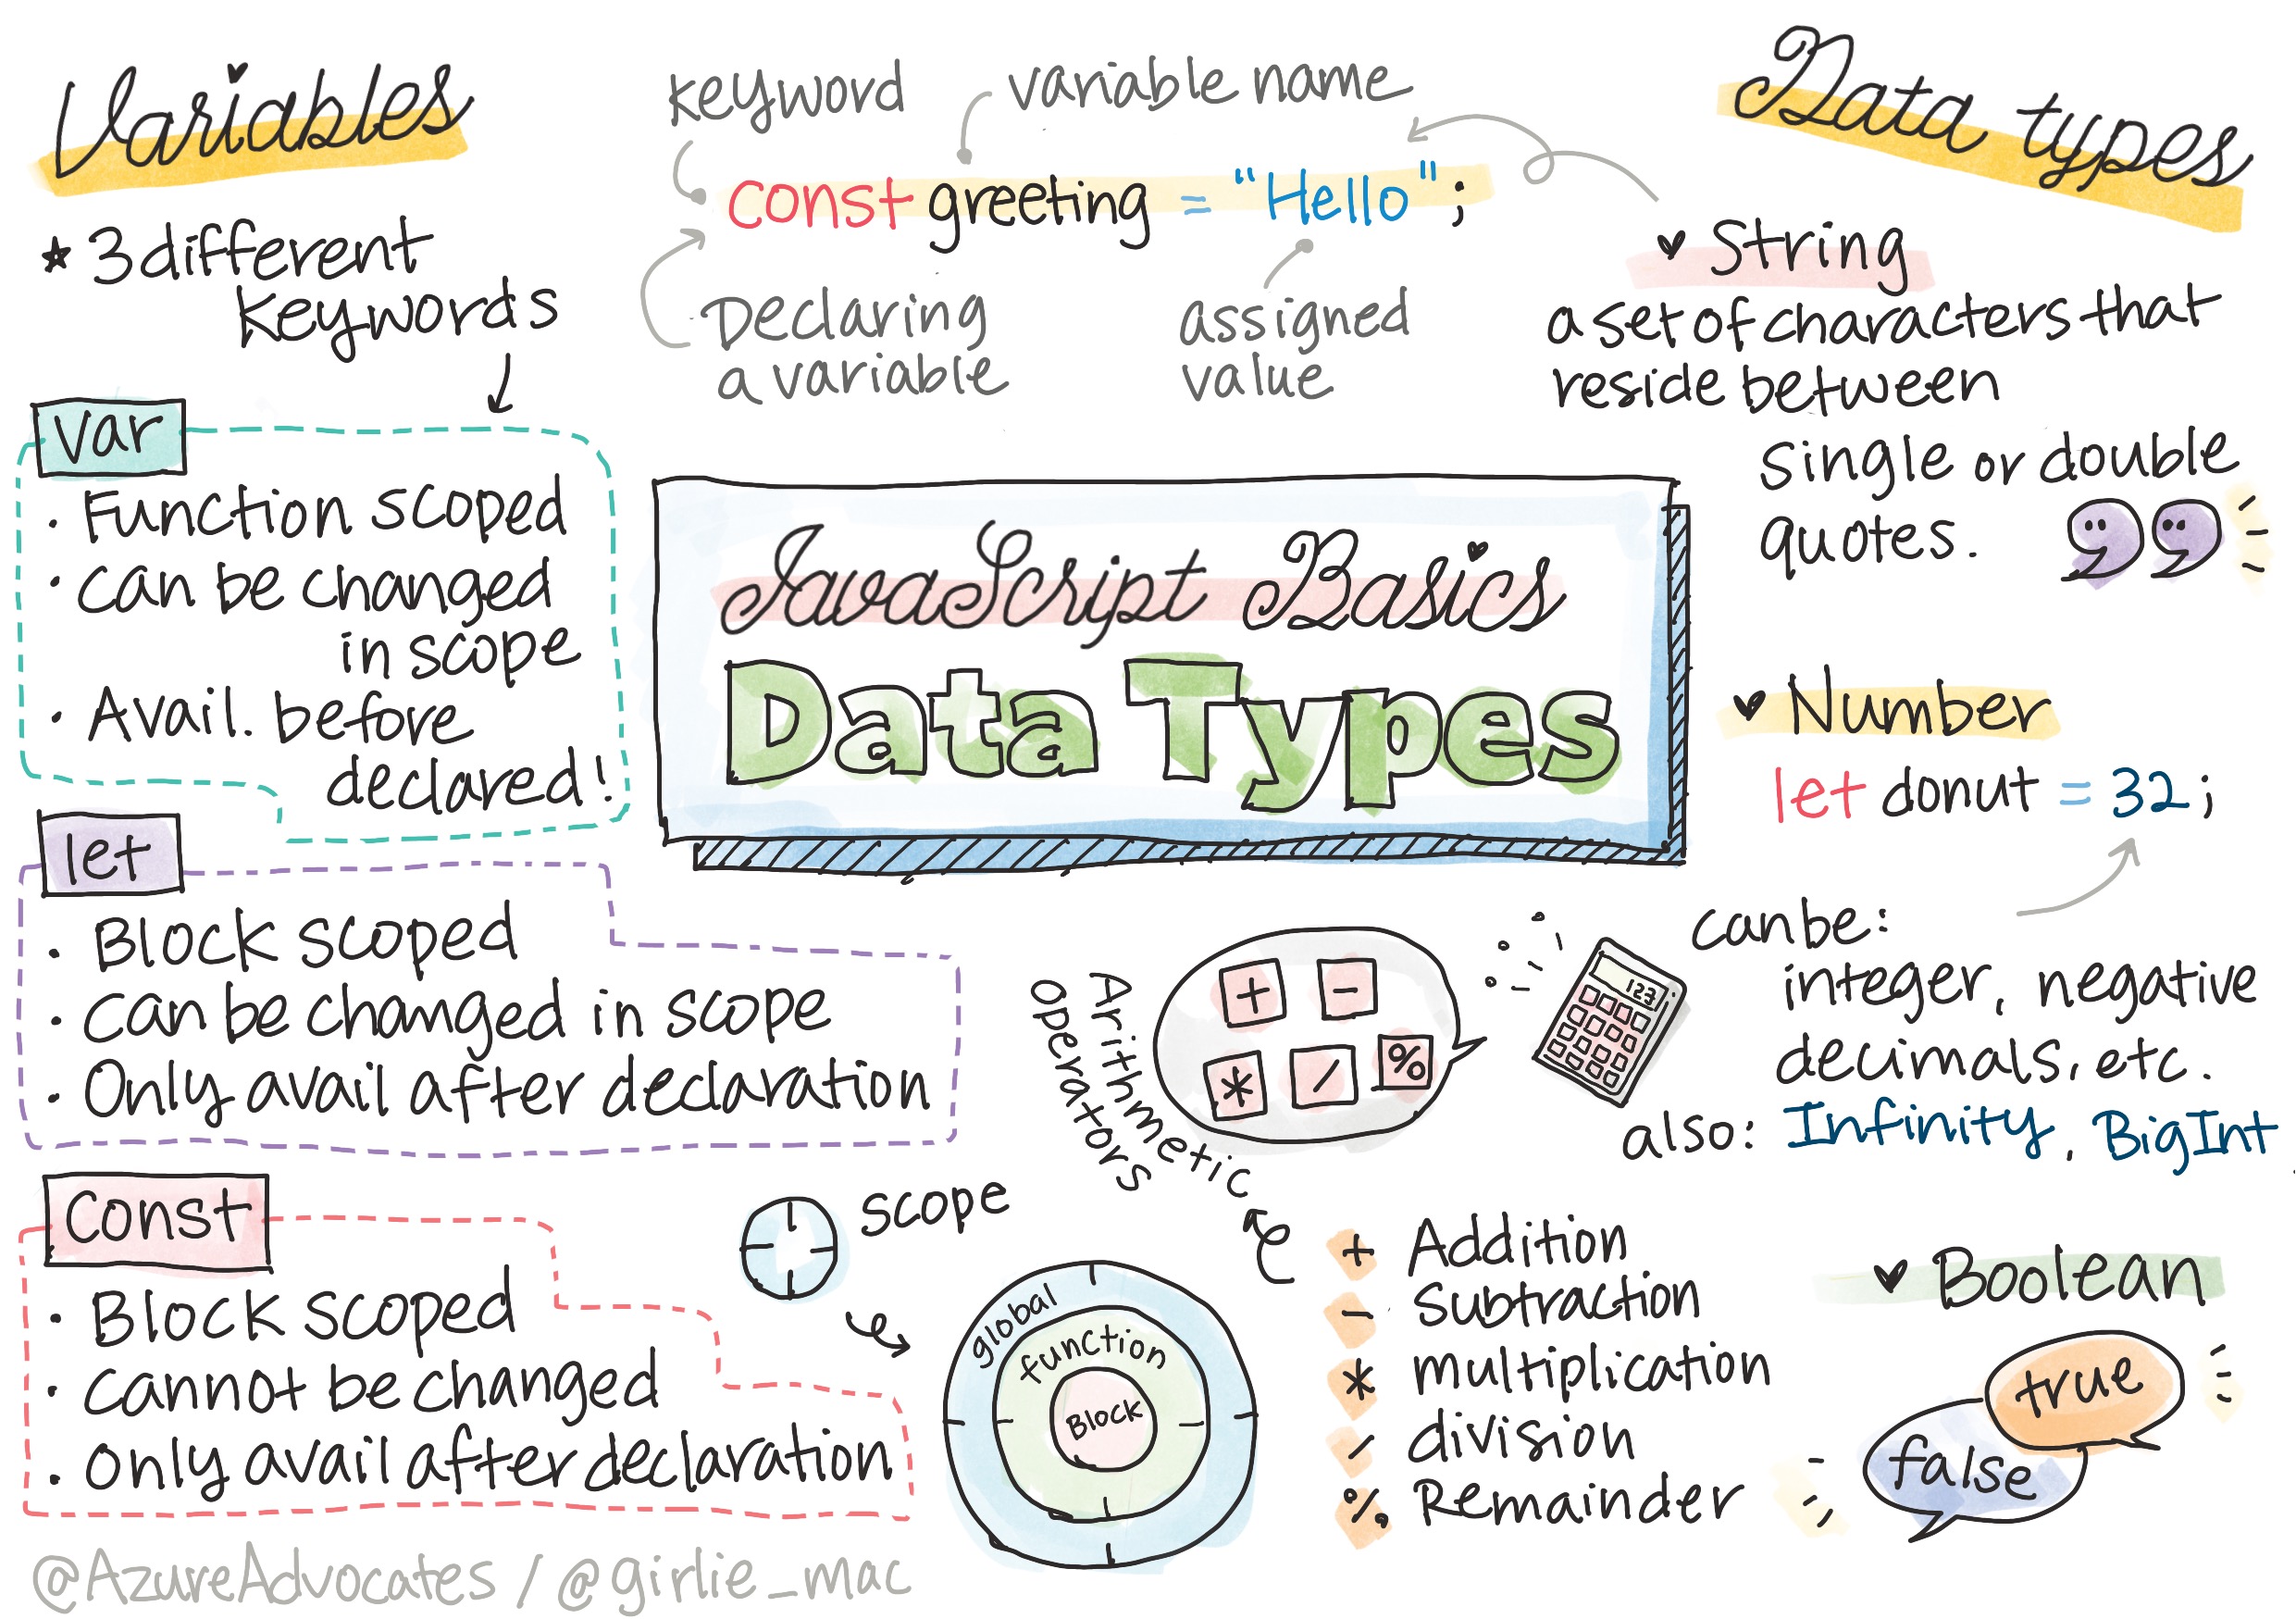 Variables
★ 3 different
keywords
var
· Function scoped
· can be changed
in scope
· Avail. before
declared!
let
· Block scoped
· can be changed in scope
· Only avail after declaration
const
· Block scoped
· cannot be changed
· only avail after declaration
@AzureAdvocates / @girlie_mac
keyword
variable name
const greeting = "Hello";
Declaring
a variable
assigned
value
JavaScript Basics
Data Types
Arithmetic
operators
+ -
* / %
123
scope
global
function
Block
+ Addition
- Subtraction
* multiplication
/ division
% Remainder
Data types
♥ String
a set of characters that
reside between
single or double
quotes.
♥ Number
let donut = 32;
can be:
integer, negative
decimals, etc.
also: Infinity, BigInt
♥ Boolean
true
false